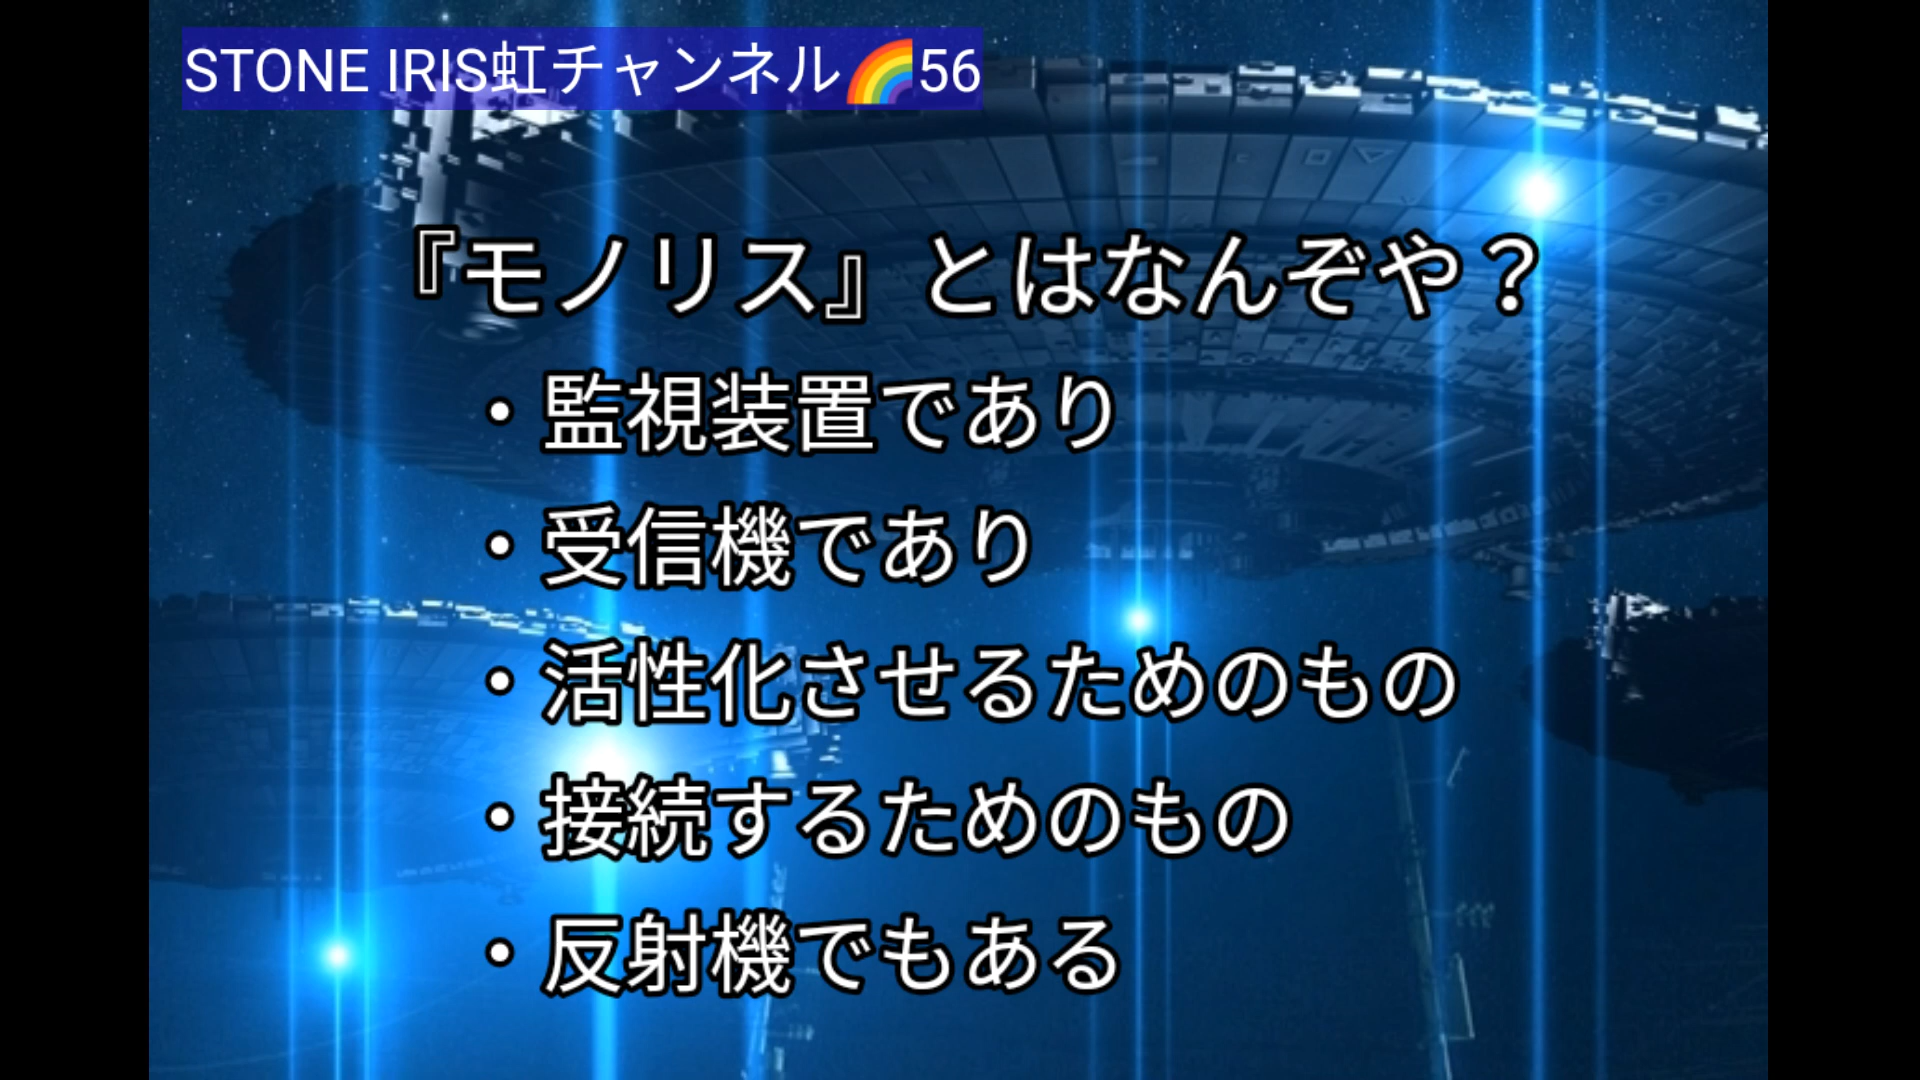 STONE IRIS虹チャンネル🌈56
『モノリス』とはなんぞや？
・監視装置であり
・受信機であり
・活性化させるためのもの
・接続するためのもの
・反射機でもある